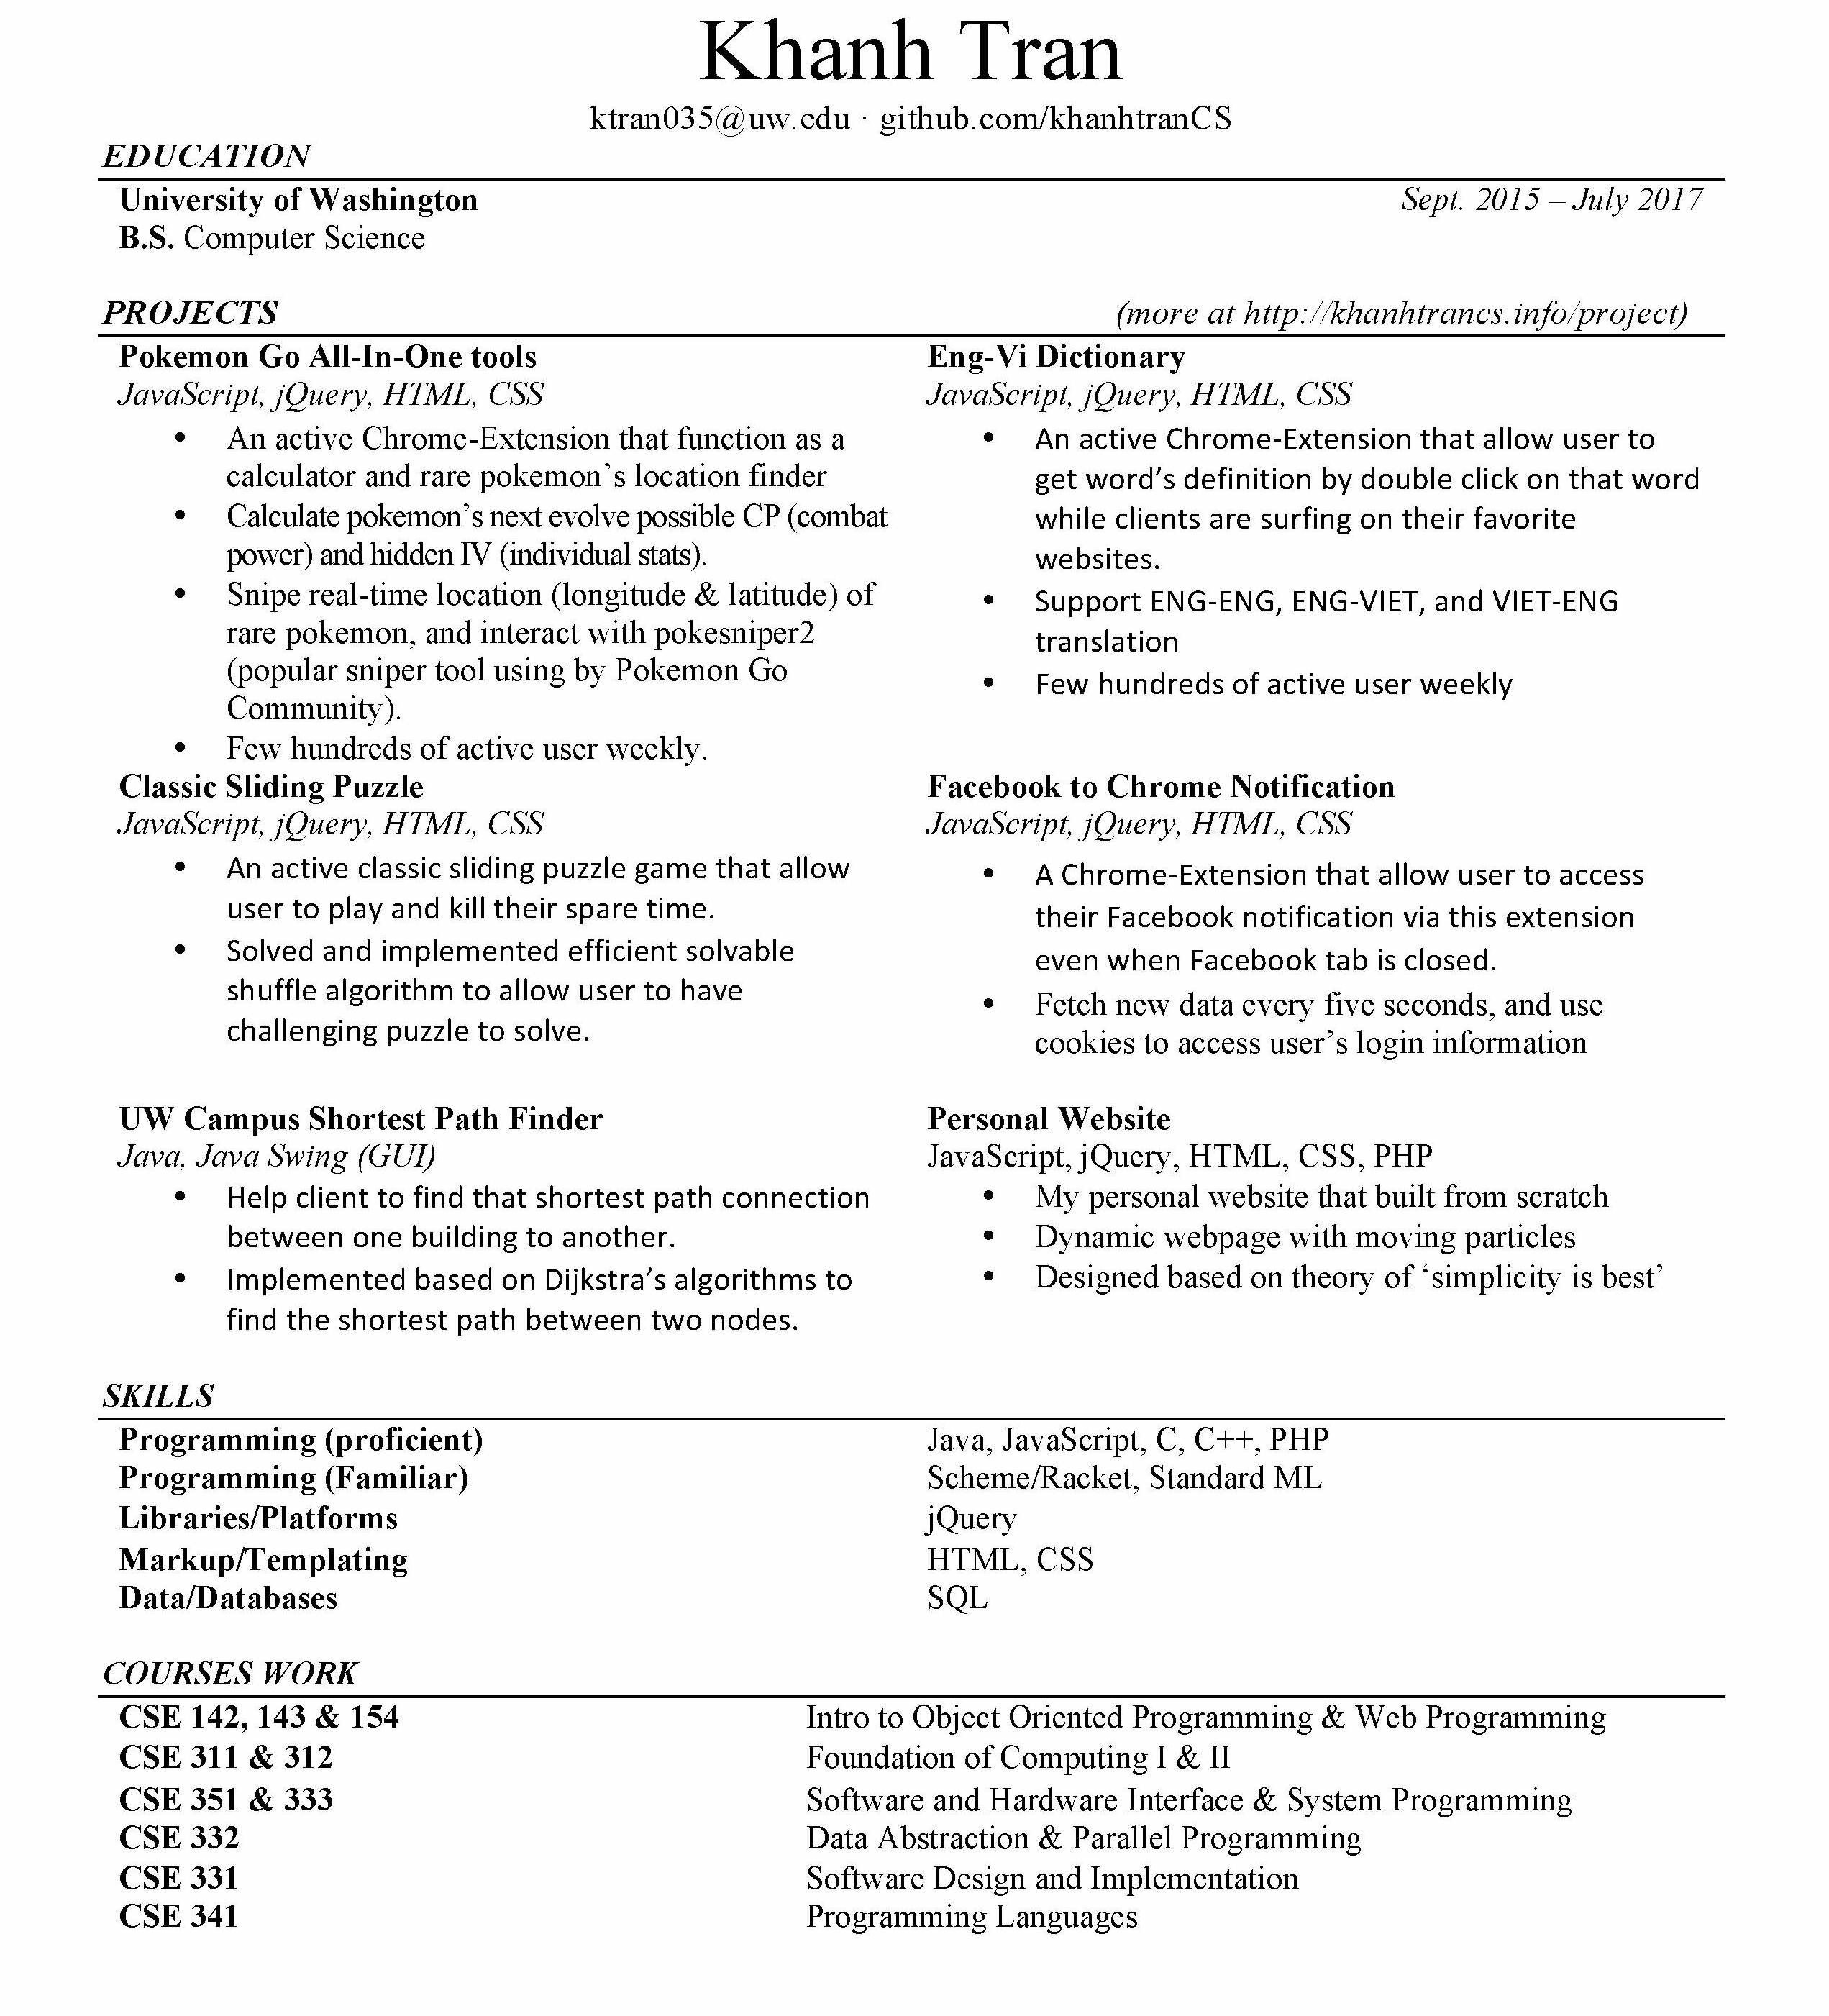 Khanh Tran
ktran035@uw.edu · github.com/khanhtranCS
EDUCATION
University of Washington Sept. 2015 – July 2017
B.S. Computer Science
PROJECTS (more at http://khanhtrancs.info/project)
Pokemon Go All-In-One tools
JavaScript, jQuery, HTML, CSS
• An active Chrome-Extension that function as a
calculator and rare pokemon's location finder
• Calculate pokemon's next evolve possible CP (combat
power) and hidden IV (individual stats).
• Snipe real-time location (longitude & latitude) of
rare pokemon, and interact with pokesniper2
(popular sniper tool using by Pokemon Go
Community).
• Few hundreds of active user weekly.
Eng-Vi Dictionary
JavaScript, jQuery, HTML, CSS
• An active Chrome-Extension that allow user to
get word's definition by double click on that word
while clients are surfing on their favorite
websites.
• Support ENG-ENG, ENG-VIET, and VIET-ENG
translation
• Few hundreds of active user weekly
Classic Sliding Puzzle
JavaScript, jQuery, HTML, CSS
• An active classic sliding puzzle game that allow
user to play and kill their spare time.
• Solved and implemented efficient solvable
shuffle algorithm to allow user to have
challenging puzzle to solve.
Facebook to Chrome Notification
JavaScript, jQuery, HTML, CSS
• A Chrome-Extension that allow user to access
their Facebook notification via this extension
even when Facebook tab is closed.
• Fetch new data every five seconds, and use
cookies to access user's login information
UW Campus Shortest Path Finder
Java, Java Swing (GUI)
• Help client to find that shortest path connection
between one building to another.
• Implemented based on Dijkstra's algorithms to
find the shortest path between two nodes.
Personal Website
JavaScript, jQuery, HTML, CSS, PHP
• My personal website that built from scratch
• Dynamic webpage with moving particles
• Designed based on theory of ‘simplicity is best’
SKILLS
Programming (proficient) Java, JavaScript, C, C++, PHP
Programming (Familiar) Scheme/Racket, Standard ML
Libraries/Platforms jQuery
Markup/Templating HTML, CSS
Data/Databases SQL
COURSES WORK
CSE 142, 143 & 154 Intro to Object Oriented Programming & Web Programming
CSE 311 & 312 Foundation of Computing I & II
CSE 351 & 333 Software and Hardware Interface & System Programming
CSE 332 Data Abstraction & Parallel Programming
CSE 331 Software Design and Implementation
CSE 341 Programming Languages